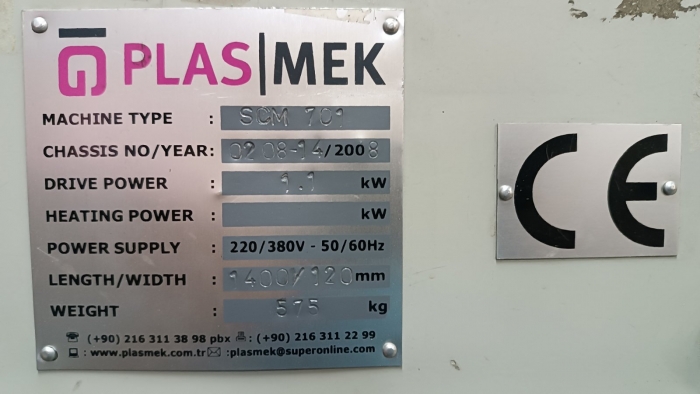 PLAS|MEK
MACHINE TYPE : SCM 701
CHASSIS NO/YEAR: 0208-14/2008
DRIVE POWER : 1.1 kW
HEATING POWER : kW
POWER SUPPLY : 220/380V - 50/60Hz
LENGTH/WIDTH : 1400/120mm
WEIGHT : 575 kg
(+90) 216 311 38 98 pbx : (+90) 216 311 22 99
: www.plasmek.com.tr :plasmek@superonline.com
CE